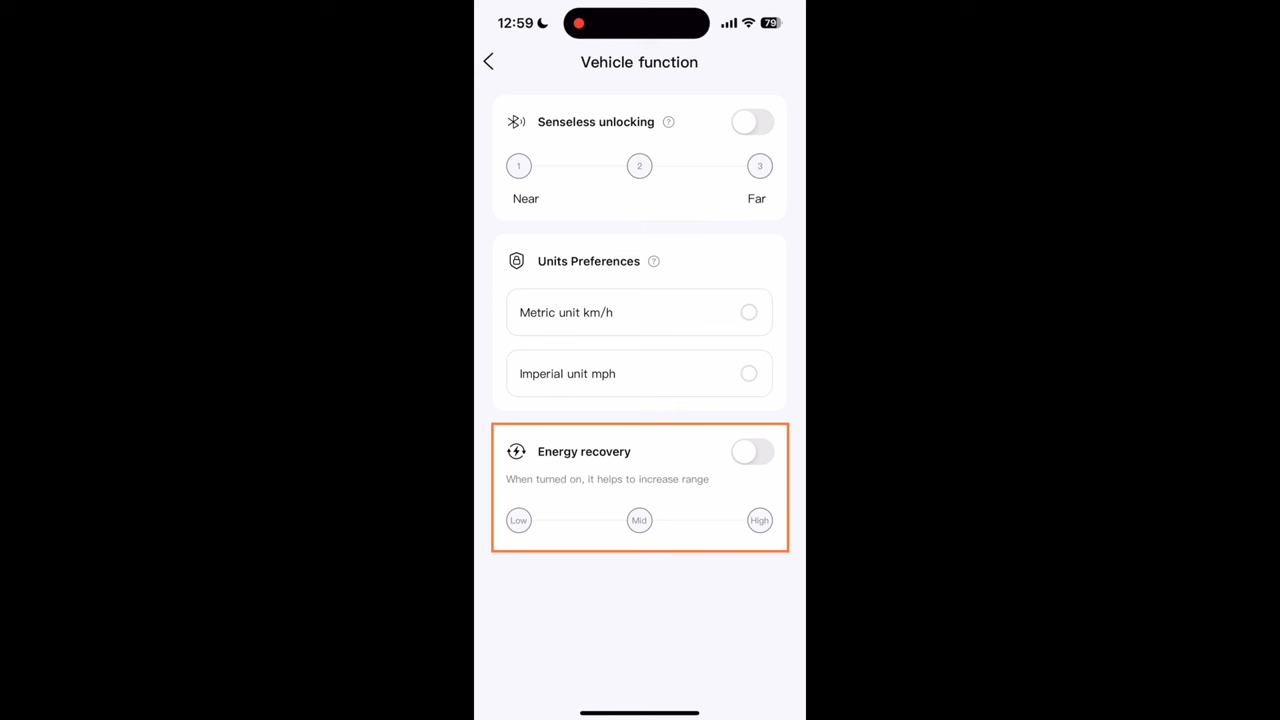 12:59
79
Vehicle function
Senseless unlocking ?
1 2 3
Near Far
Units Preferences ?
Metric unit km/h
Imperial unit mph
Energy recovery
When turned on, it helps to increase range
Low Mid High